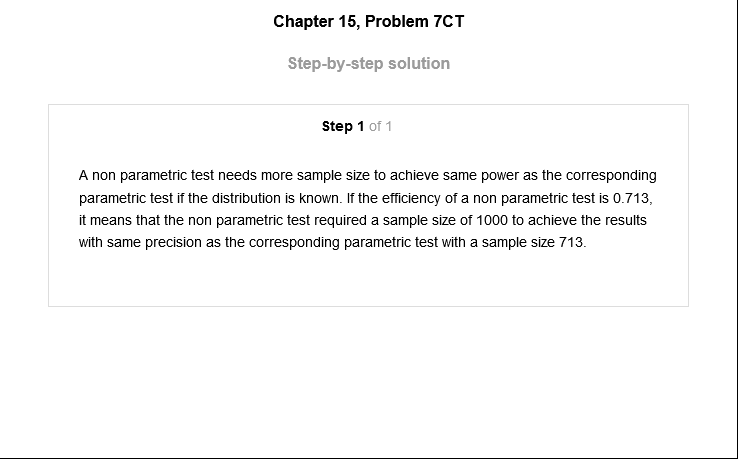 Chapter 15, Problem 7CT
Step-by-step solution
Step 1 of 1
A non parametric test needs more sample size to achieve same power as the corresponding
parametric test if the distribution is known. If the efficiency of a non parametric test is 0.713,
it means that the non parametric test required a sample size of 1000 to achieve the results
with same precision as the corresponding parametric test with a sample size 713.